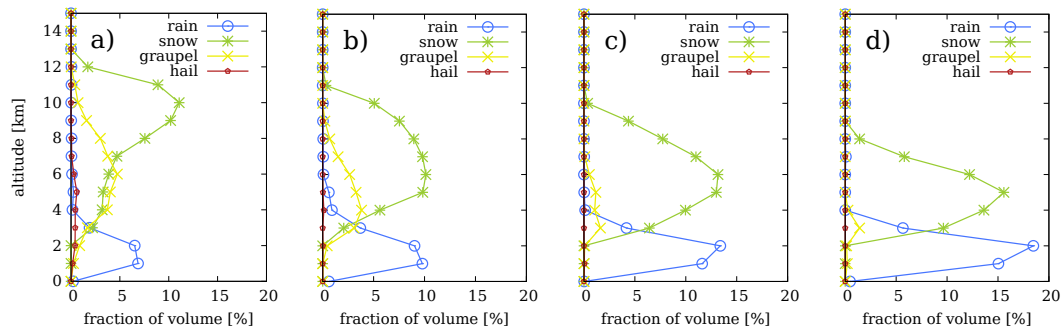 a)
rain
snow
graupel
hail
b)
rain
snow
graupel
hail
c)
rain
snow
graupel
hail
d)
rain
snow
graupel
hail
altitude [km]
14
12
10
8
6
4
2
0
0 5 10 15 20
0 5 10 15 20
0 5 10 15 20
0 5 10 15 20
fraction of volume [%]
fraction of volume [%]
fraction of volume [%]
fraction of volume [%]